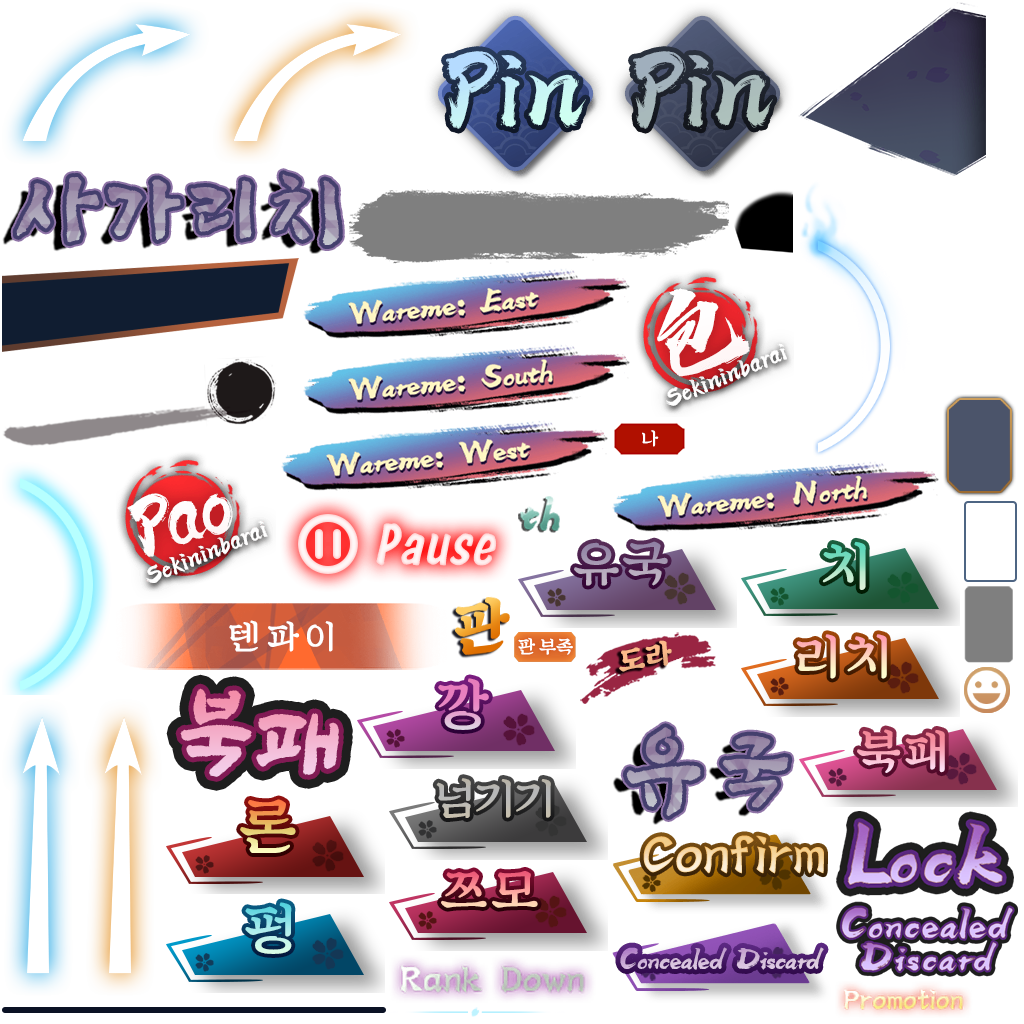 Pin
Pin
사가리치
Wareme: East
包
Sekininbarai
Wareme: South
나
Wareme: West
Wareme: North
Pao
Sekininbarai
Pause
th
유국
치
텐파이
판
판 부족
도라
리치
북패
깡
유국
북패
론
넘기기
Confirm
Lock
쯔모
펑
Concealed Discard
Concealed
Discard
Rank Down
Promotion